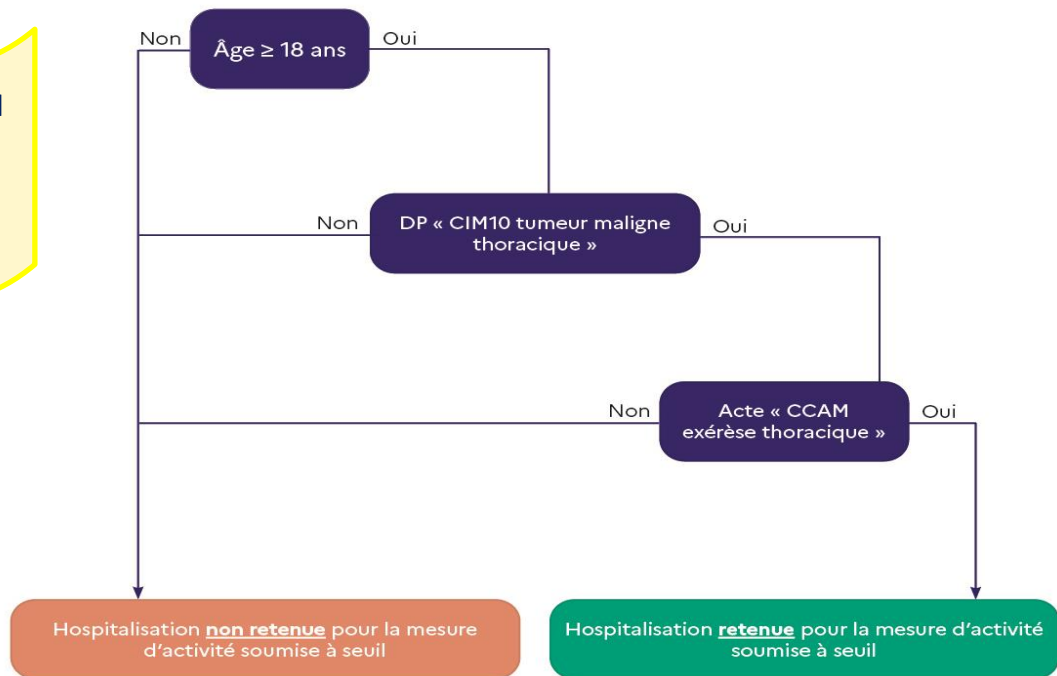 Non
Âge ≥ 18 ans
Oui
Non
DP « CIM10 tumeur maligne
thoracique »
Oui
Non
Acte « CCAM
exérèse thoracique »
Oui
Hospitalisation non retenue pour la mesure
d’activité soumise à seuil
Hospitalisation retenue pour la mesure d’activité
soumise à seuil